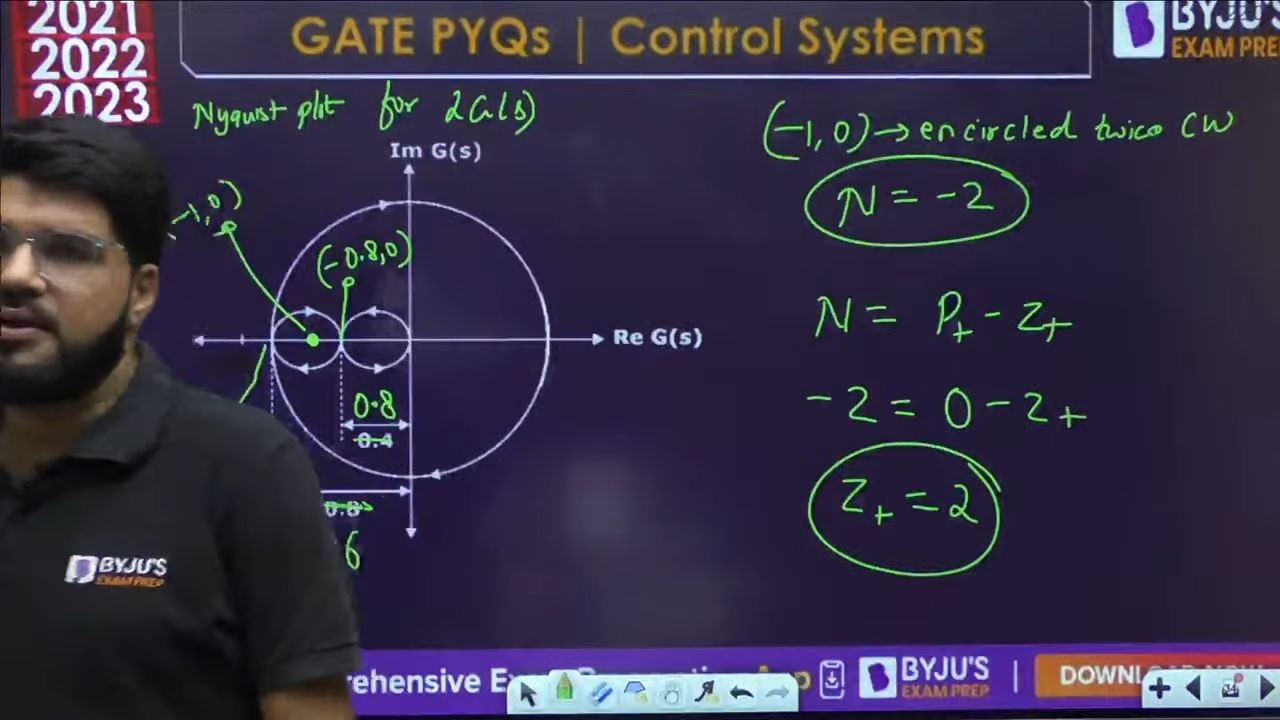 2021
2022
2023
GATE PYQs | Control Systems
BYJU'S
EXAM PREP
Nyquist plot for 2G(s)
(-1,0) → encircled twice CW
Im G(s)
N = -2
-1,0)
(-0.8,0)
N = P+ - Z+
Re G(s)
0.8
0.4
-2 = 0 - Z+
0.8
6
Z+ = 2
BYJU'S
EXAM PREP
BYJU'S
EXAM PREP
|